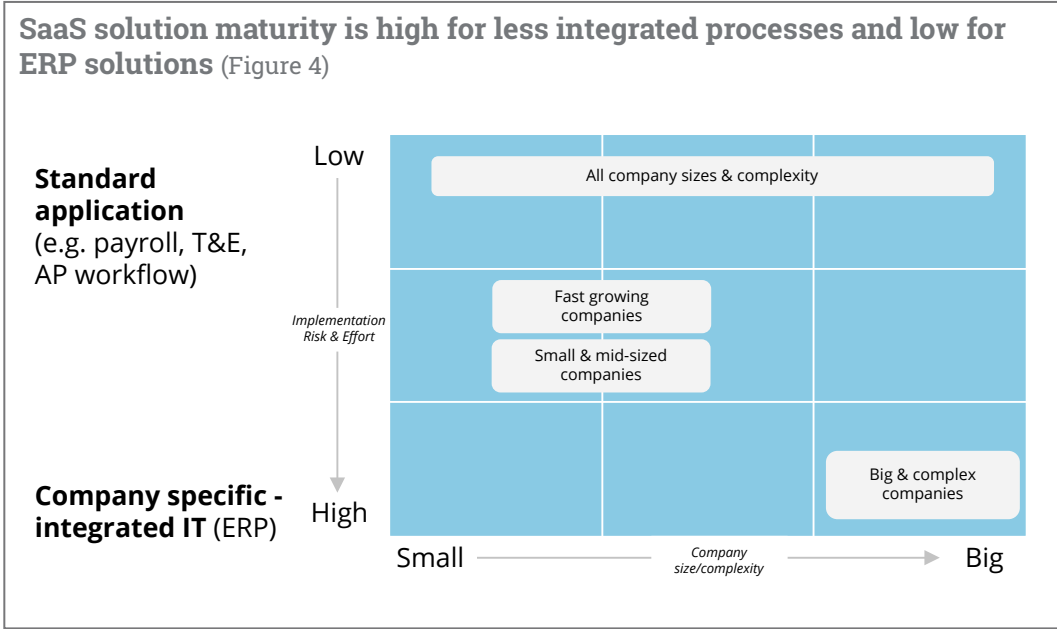 SaaS solution maturity is high for less integrated processes and low for
ERP solutions (Figure 4)
Low
Standard
application
(e.g. payroll, T&E,
AP workflow)
All company sizes & complexity
Implementation
Risk & Effort
Fast growing
companies
Small & mid-sized
companies
Big & complex
companies
Company specific -
integrated IT (ERP)
High
Small
Company
size/complexity
Big